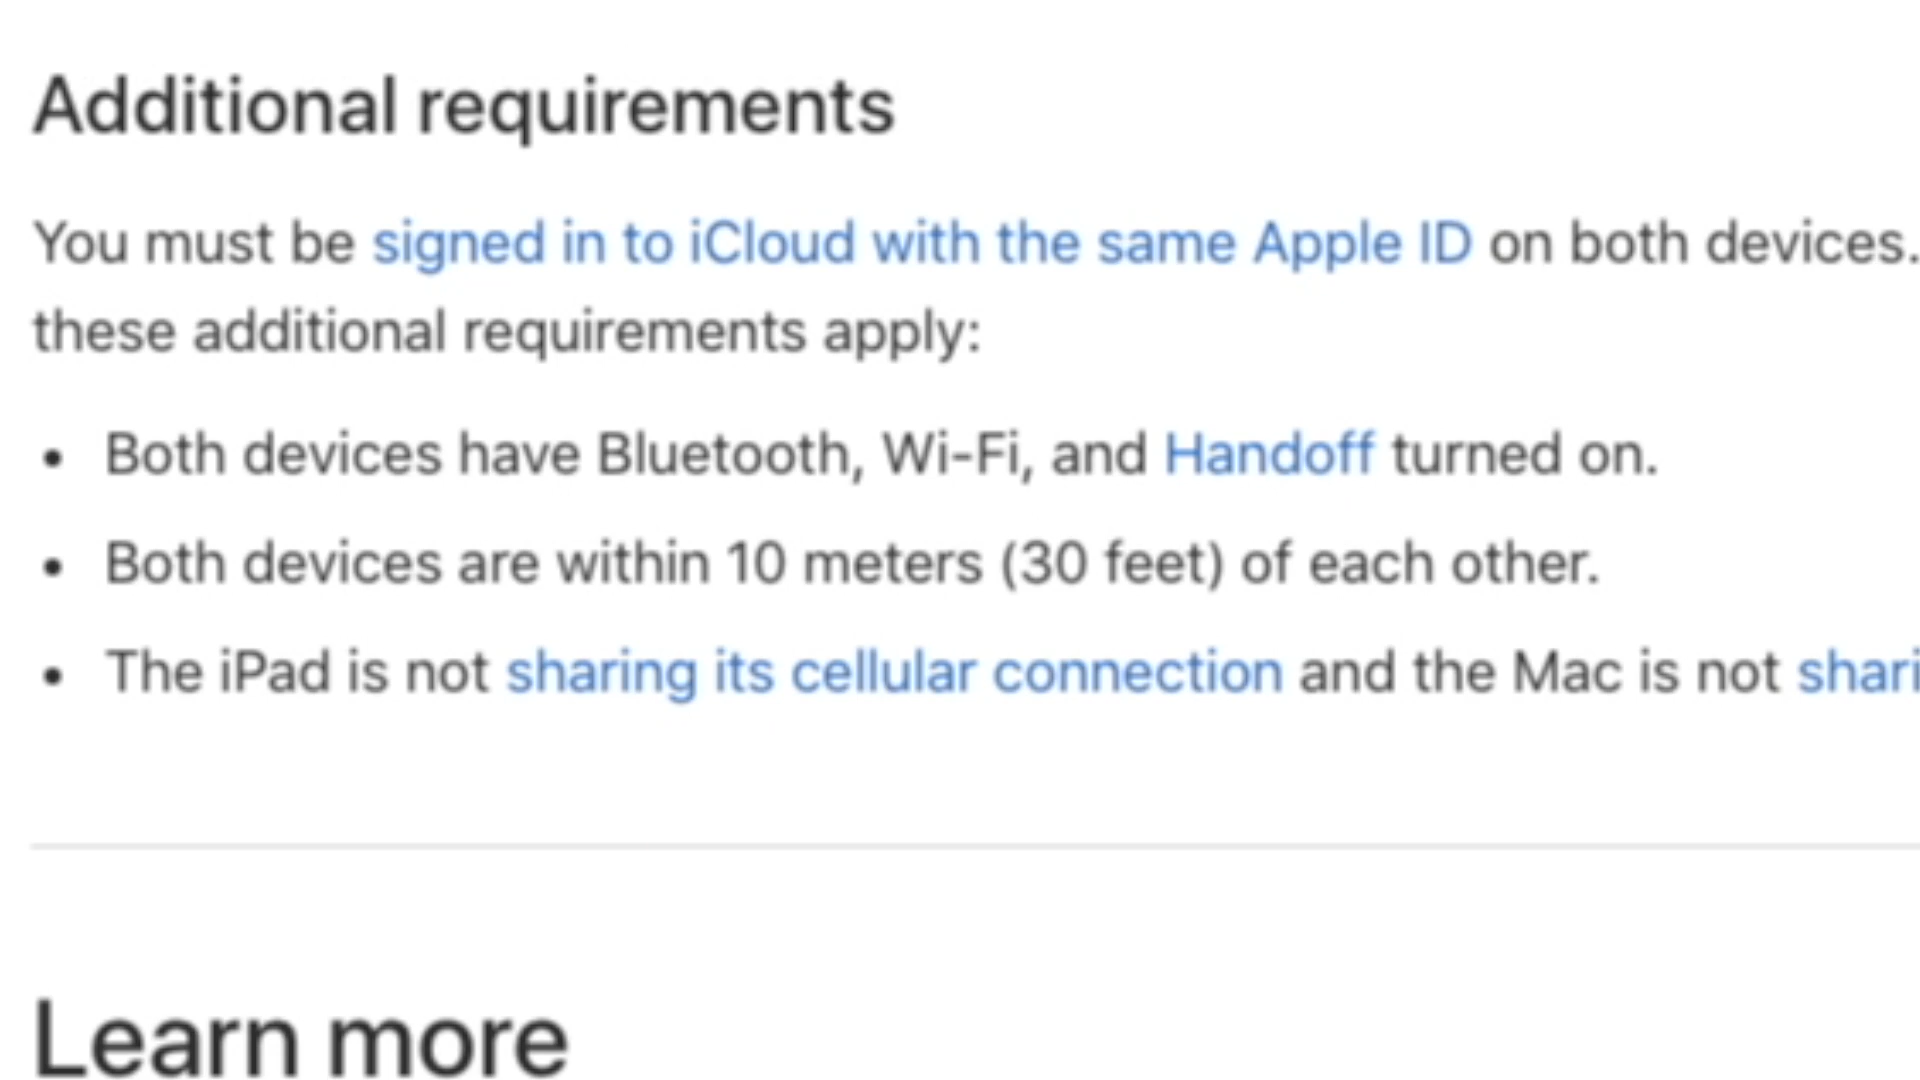 Additional requirements
You must be signed in to iCloud with the same Apple ID on both devices.
these additional requirements apply:
• Both devices have Bluetooth, Wi-Fi, and Handoff turned on.
• Both devices are within 10 meters (30 feet) of each other.
• The iPad is not sharing its cellular connection and the Mac is not shari
Learn more